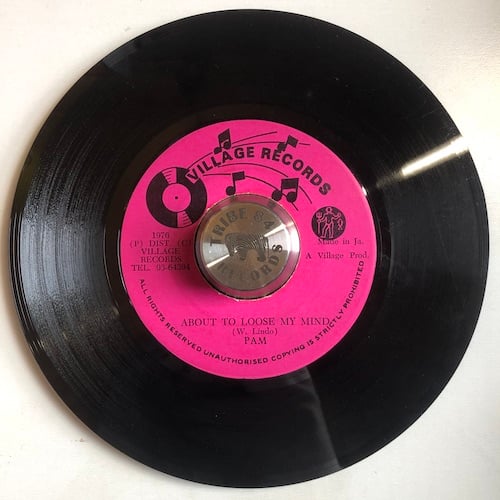 VILLAGE RECORDS
1976
(P) DIST. (C)
VILLAGE
RECORDS
TEL. 93-64394
TRIBE 84
RECORDS
Made in Ja.
A Village Prod.
ABOUT TO LOOSE MY MIND
(W. Lindo)
PAM
ALL RIGHTS RESERVED UNAUTHORISED COPYING IS STRICTLY PROHIBITED